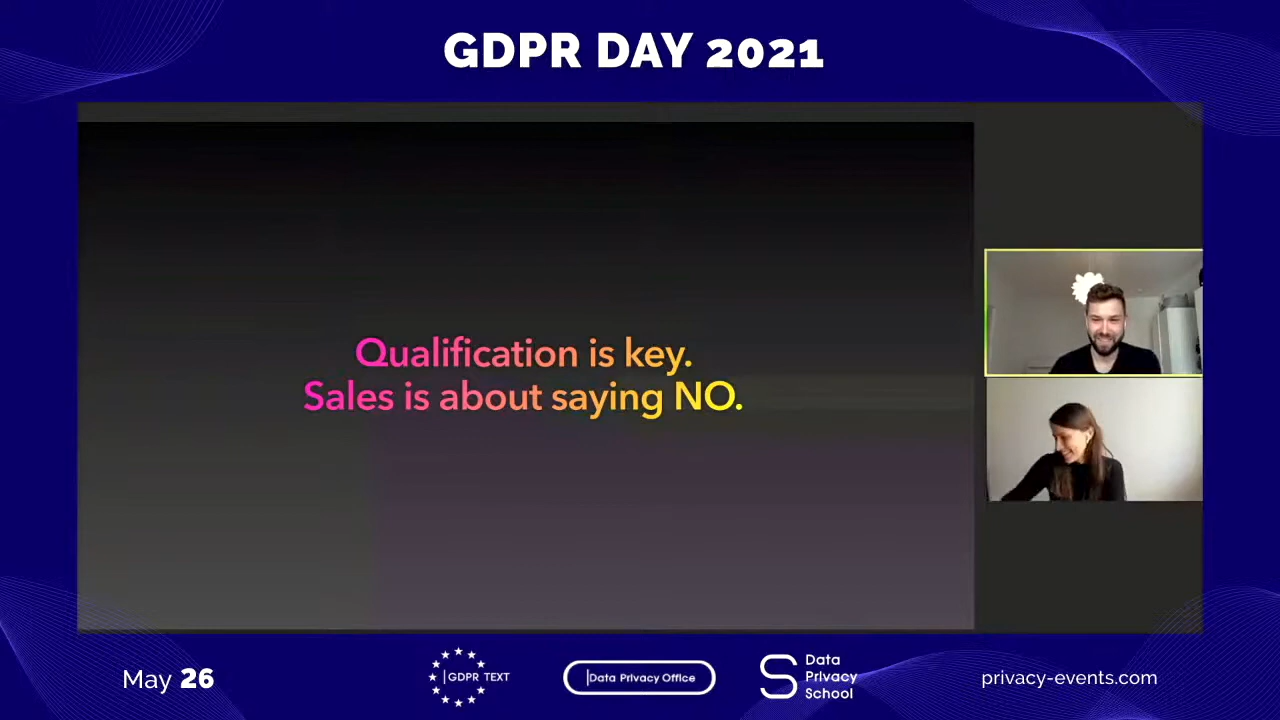 GDPR DAY 2021
Qualification is key.
Sales is about saying NO.
May 26
GDPR TEXT
Data Privacy Office
Data
Privacy
School
privacy-events.com